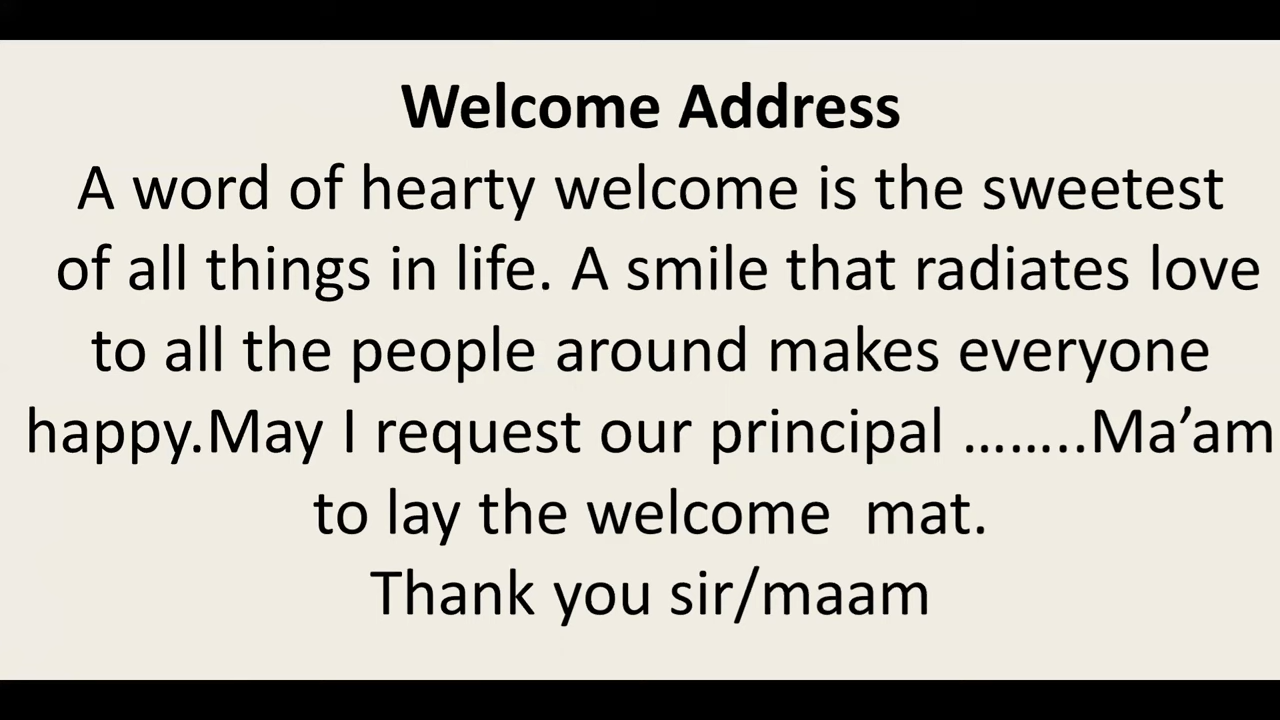 Welcome Address
A word of hearty welcome is the sweetest
of all things in life. A smile that radiates love
to all the people around makes everyone
happy.May I request our principal ……..Ma’am
to lay the welcome  mat.
Thank you sir/maam